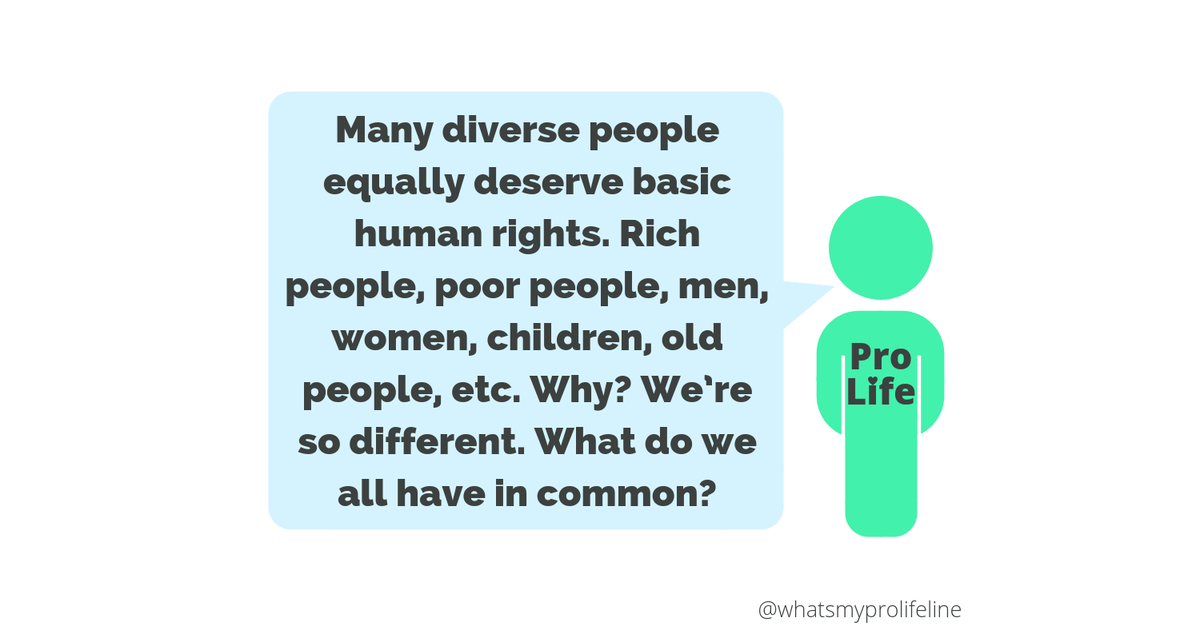 Many diverse people
equally deserve basic
human rights. Rich
people, poor people, men,
women, children, old
people, etc. Why? We're
so different. What do we
all have in common?
Pro
Life
@whatsmyprolifeline